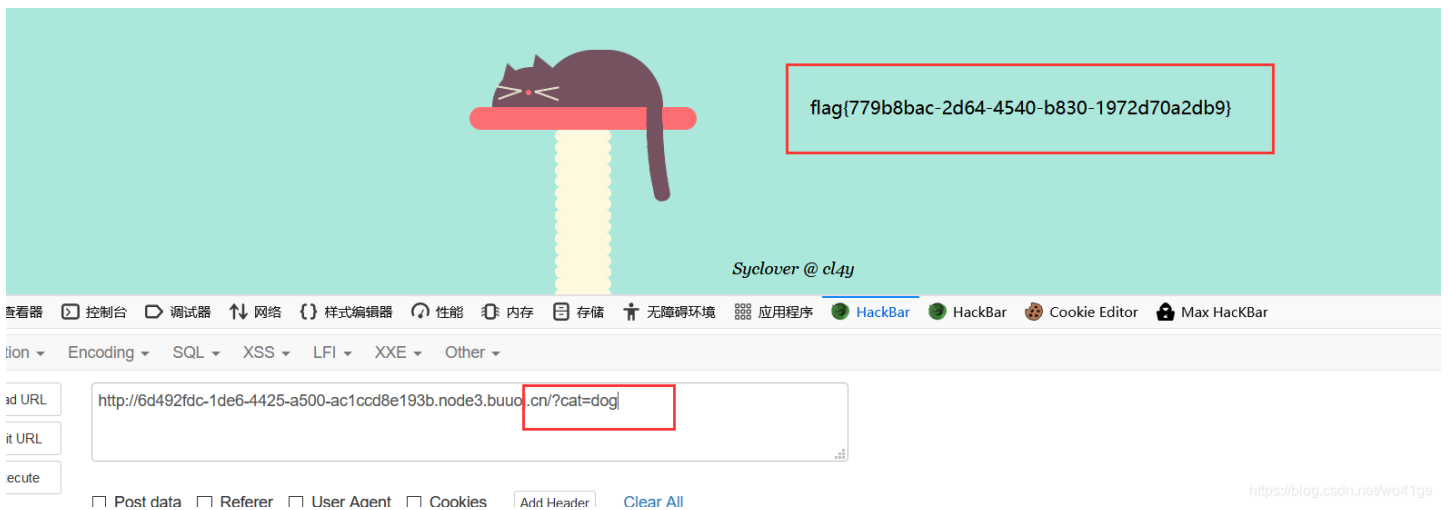 flag{779b8bac-2d64-4540-b830-1972d70a2db9}
Syclover @ cl4y
查看器 控制台 调试器 网络 {} 样式编辑器 性能 内存 存储 无障碍环境 应用程序 HackBar HackBar Cookie Editor Max HacKBar
tion Encoding SQL XSS LFI XXE Other
ad URL
http://6d492fdc-1de6-4425-a500-ac1ccd8e193b.node3.buuoj.cn/?cat=dog
it URL
ecute
Post data Referer User Agent Cookies Add Header Clear All
https://blog.csdn.net/wo41ge